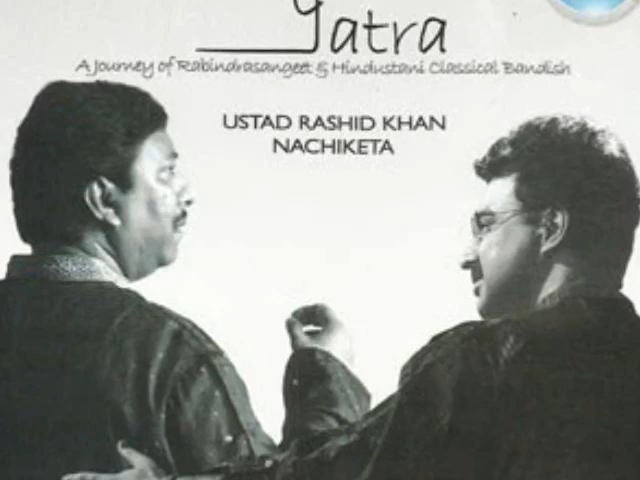 Yatra
A Journey of Rabindrasangeet & Hindustani Classical Bandish
USTAD RASHID KHAN
NACHIKETA